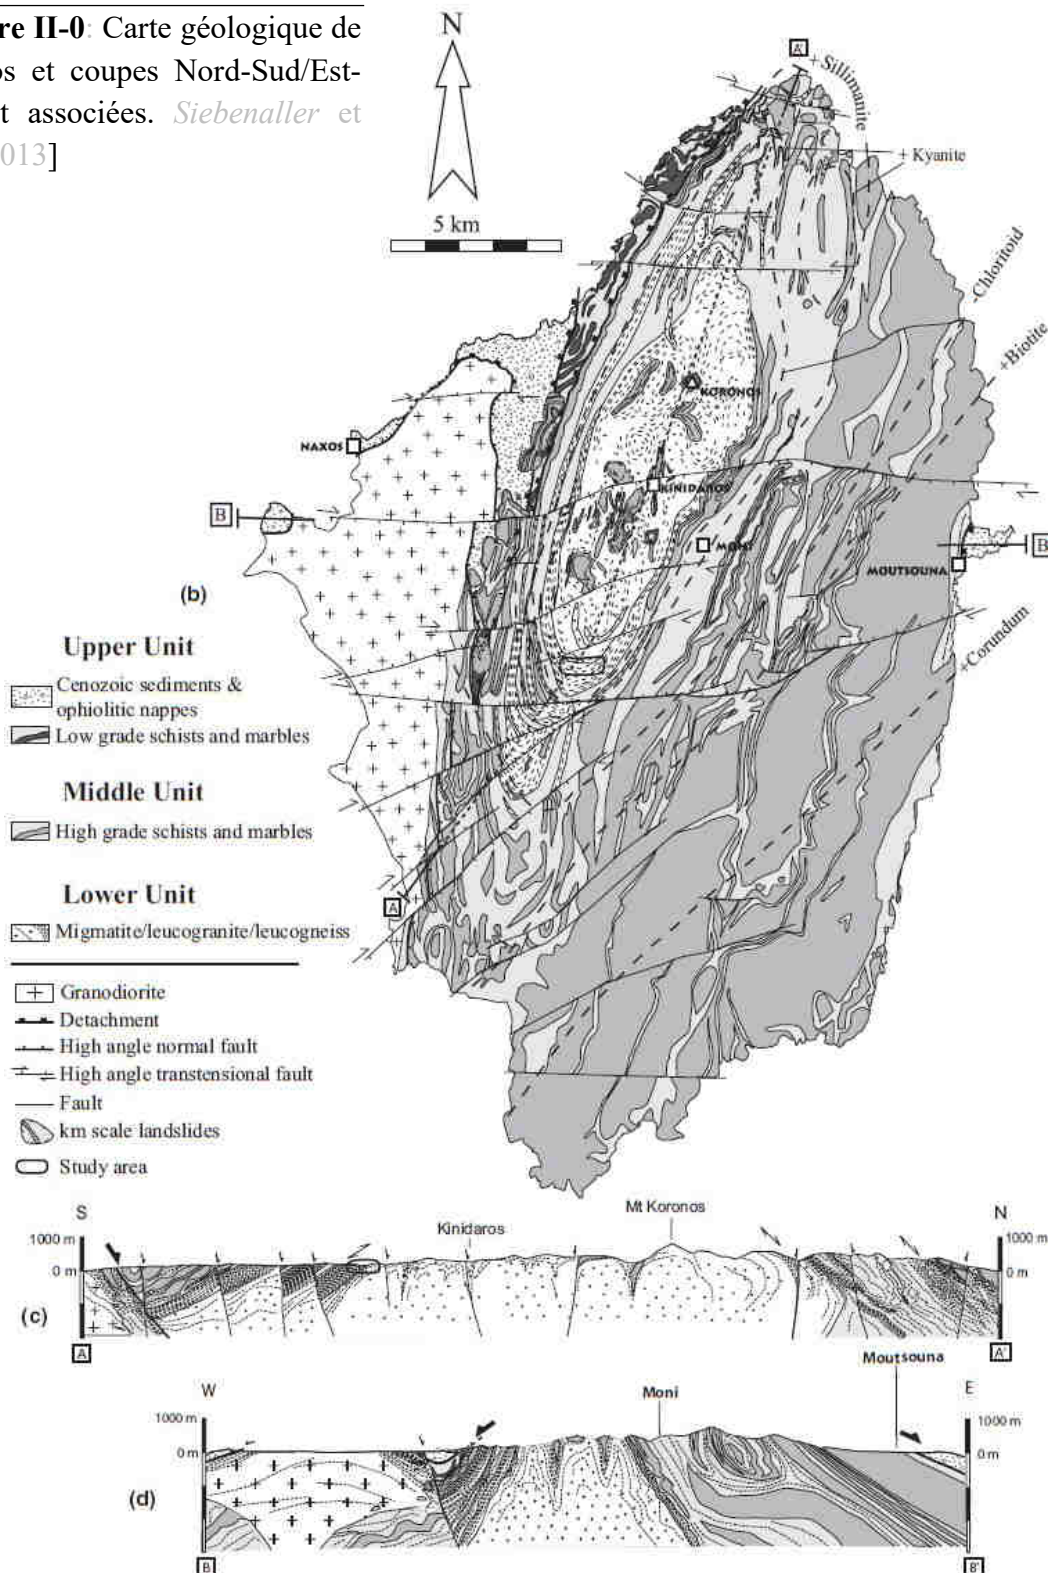 re II-0: Carte géologique de
os et coupes Nord-Sud/Est-
t associées. Siebenaller et
013]
N
5 km
A'
+Sillimanite
+Kyanite
-Chloritoid
+Biotite
KORONOS
NAXOS
KINIDAROS
B
MONI
B
MOUTSOUNA
+Corundum
(b)
Upper Unit
Cenozoic sediments &
ophiolitic nappes
Low grade schists and marbles
Middle Unit
High grade schists and marbles
A
Lower Unit
Migmatite/leucogranite/leucogneiss
Granodiorite
Detachment
High angle normal fault
High angle transtensional fault
Fault
km scale landslides
Study area
S
Kinidaros
Mt Koronos
N
1000 m
0 m
1000 m
0 m
(c)
A
A'
W
Moni
Moutsouna
E
1000 m
0 m
1000 m
0 m
(d)
B
B'